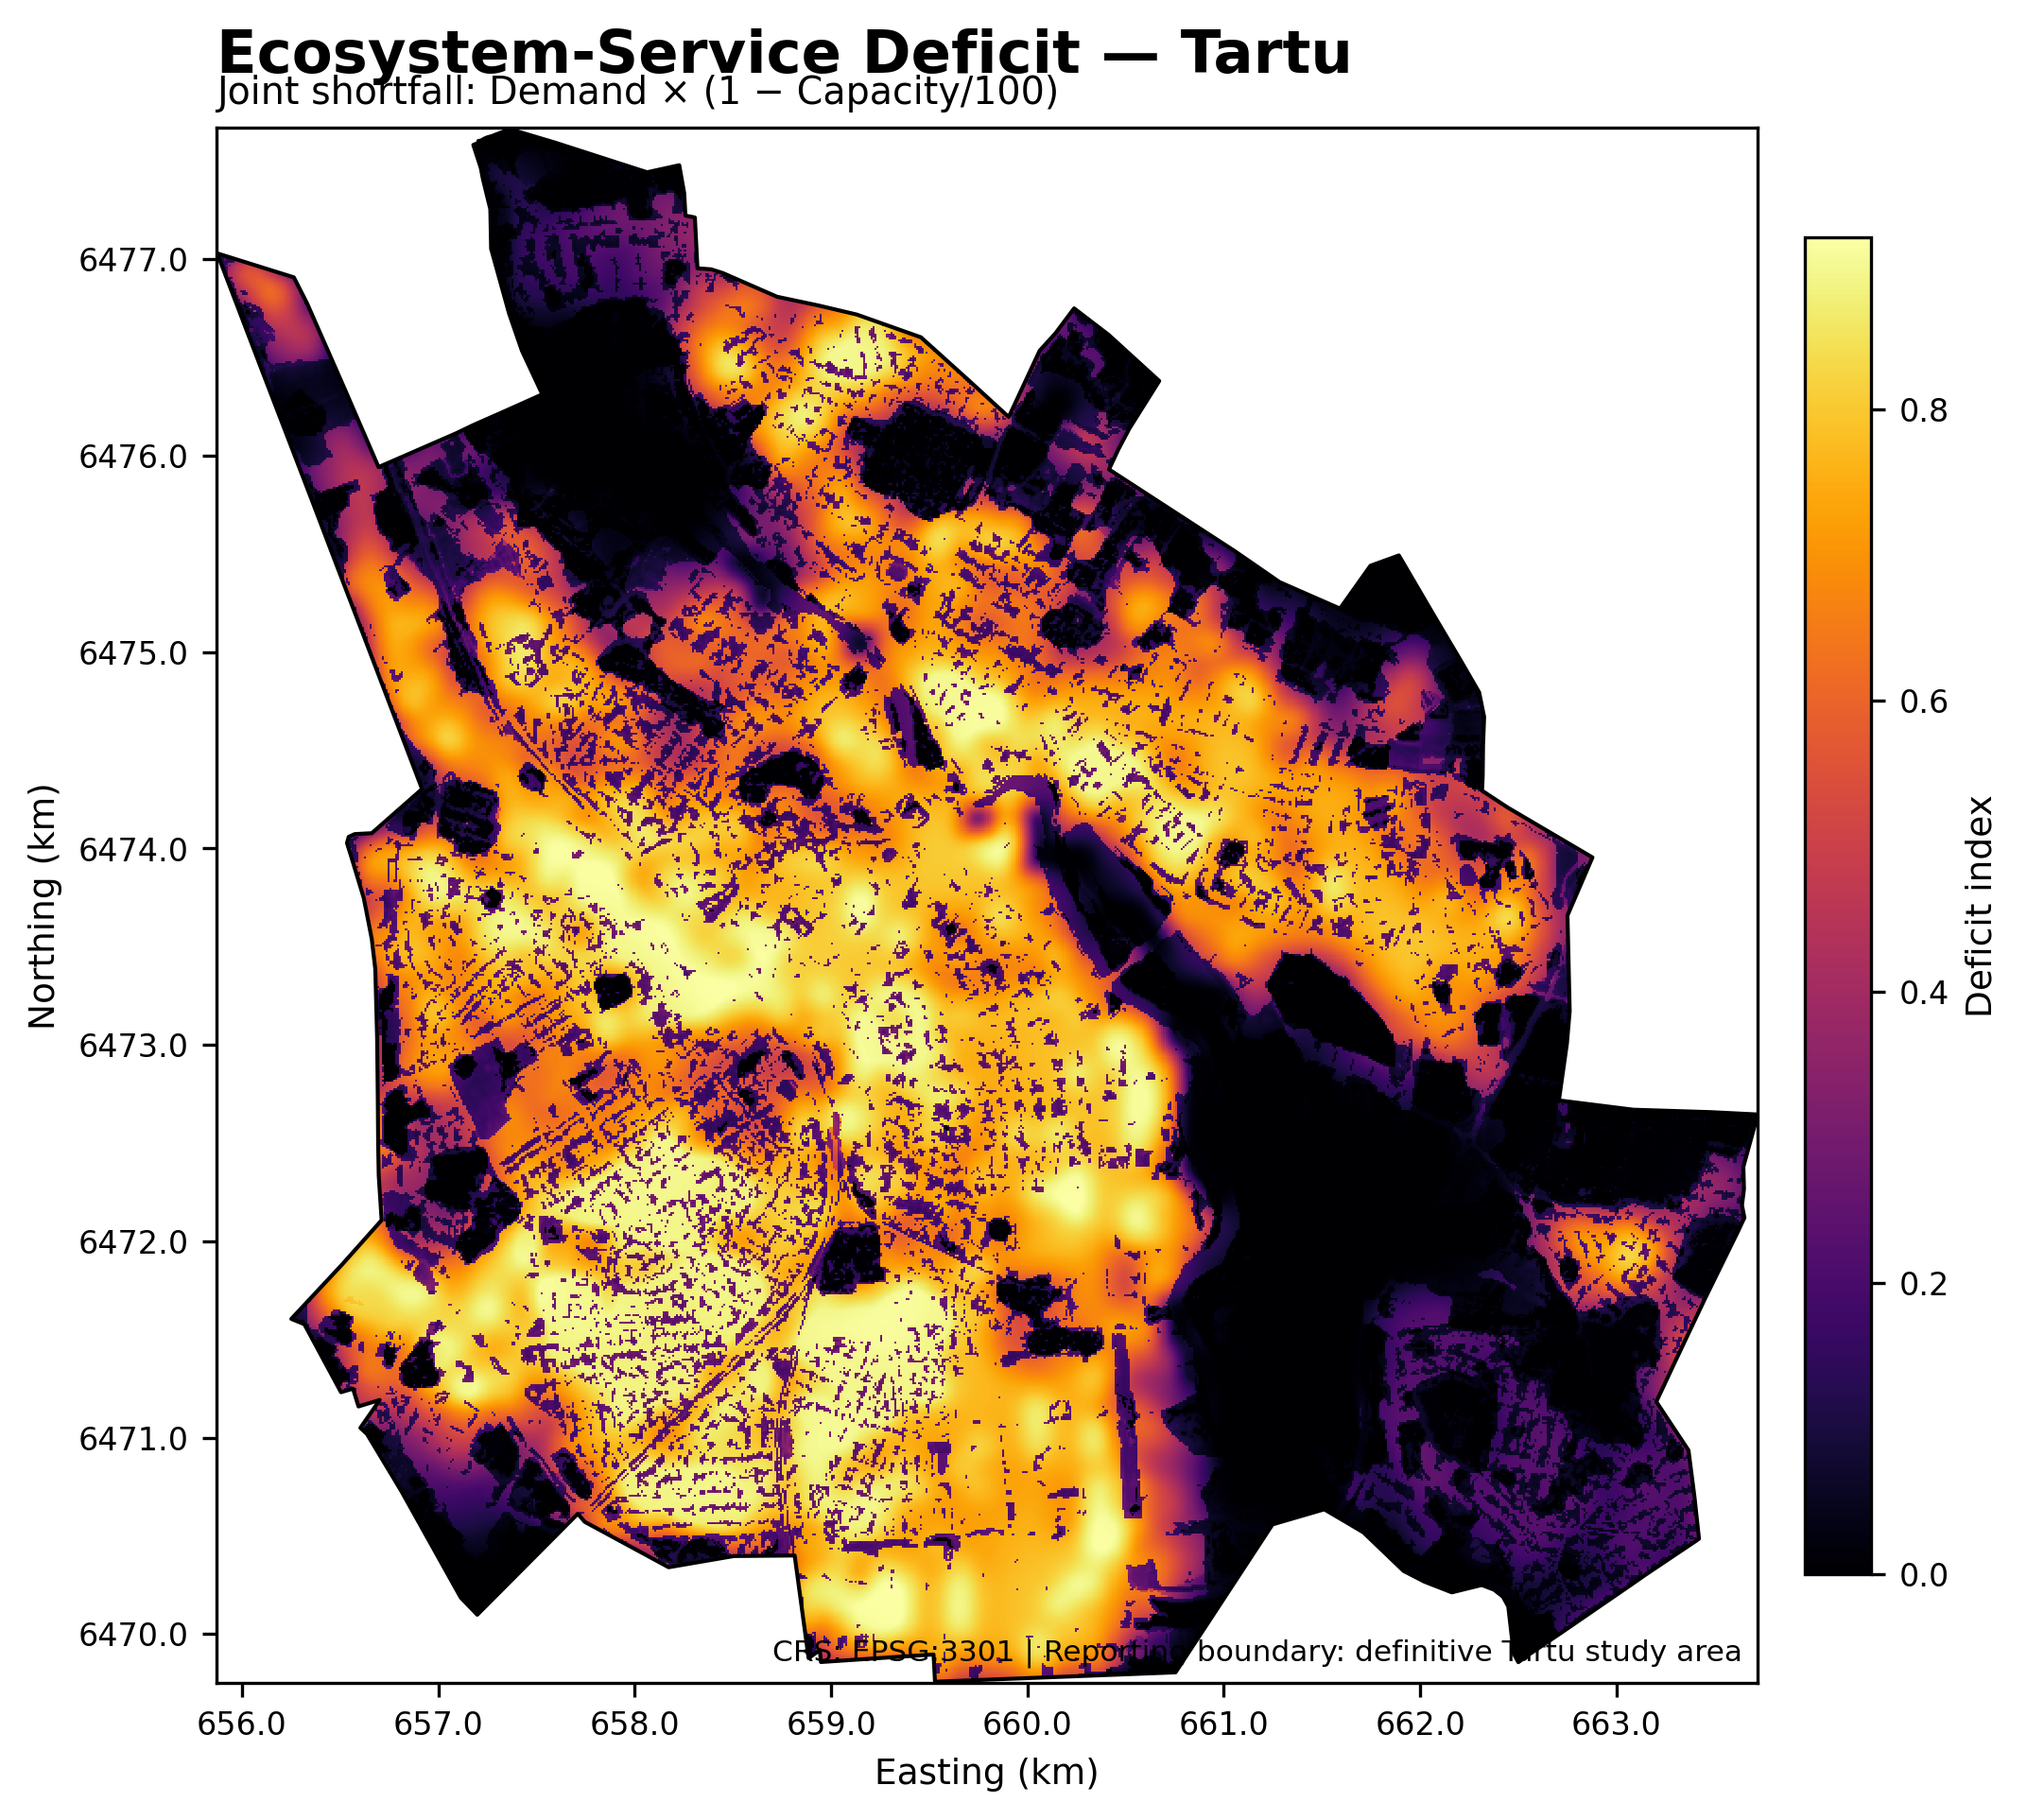 Ecosystem-Service Deficit — Tartu
Joint shortfall: Demand × (1 − Capacity/100)
6477.0
6476.0
6475.0
6474.0
6473.0
6472.0
6471.0
6470.0
Northing (km)
656.0 657.0 658.0 659.0 660.0 661.0 662.0 663.0
Easting (km)
CRS: EPSG:3301 | Reporting boundary: definitive Tartu study area
0.8
0.6
0.4
0.2
0.0
Deficit index